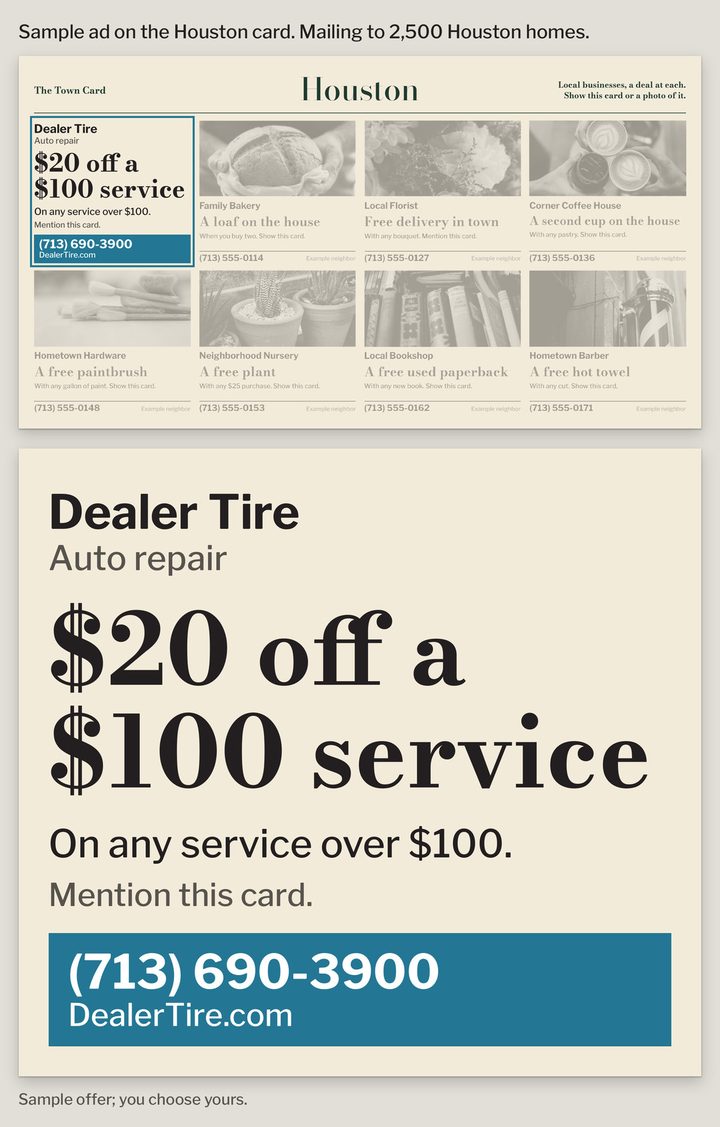 Sample ad on the Houston card. Mailing to 2,500 Houston homes.
The Town Card
Houston
Local businesses, a deal at each.
Show this card or a photo of it.
Dealer Tire
Auto repair
$20 off a
$100 service
On any service over $100.
Mention this card.
(713) 690-3900
DealerTire.com
Family Bakery
A loaf on the house
When you buy two. Show this card.
(713) 555-0114
Example neighbor
Local Florist
Free delivery in town
With any bouquet. Mention this card.
(713) 555-0127
Example neighbor
Corner Coffee House
A second cup on the house
With any pastry. Show this card.
(713) 555-0136
Example neighbor
Hometown Hardware
A free paintbrush
With any gallon of paint. Show this card.
(713) 555-0148
Example neighbor
Neighborhood Nursery
A free plant
With any $25 purchase. Show this card.
(713) 555-0153
Example neighbor
Local Bookshop
A free used paperback
With any new book. Show this card.
(713) 555-0162
Example neighbor
Hometown Barber
A free hot towel
With any cut. Show this card.
(713) 555-0171
Example neighbor
Dealer Tire
Auto repair
$20 off a
$100 service
On any service over $100.
Mention this card.
(713) 690-3900
DealerTire.com
Sample offer; you choose yours.